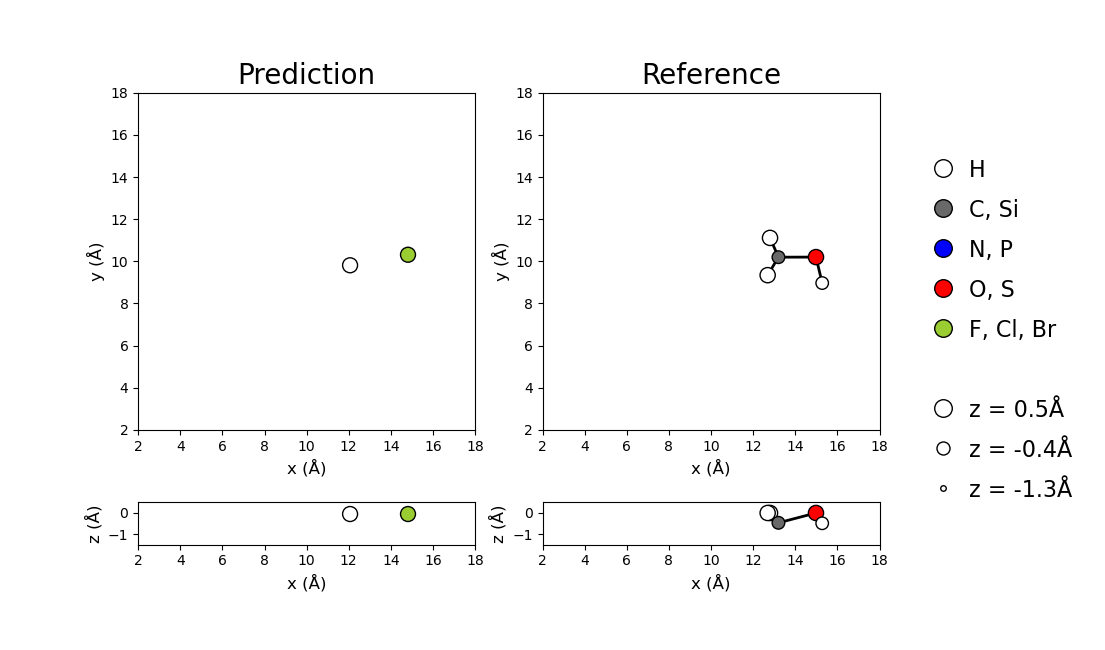 Prediction
Reference
18
16
14
12
10
8
6
4
2
y (Å)
2 4 6 8 10 12 14 16 18
x (Å)
18
16
14
12
10
8
6
4
2
y (Å)
2 4 6 8 10 12 14 16 18
x (Å)
0
−1
z (Å)
2 4 6 8 10 12 14 16 18
x (Å)
0
−1
z (Å)
2 4 6 8 10 12 14 16 18
x (Å)
H
C, Si
N, P
O, S
F, Cl, Br
z = 0.5Å
z = -0.4Å
z = -1.3Å